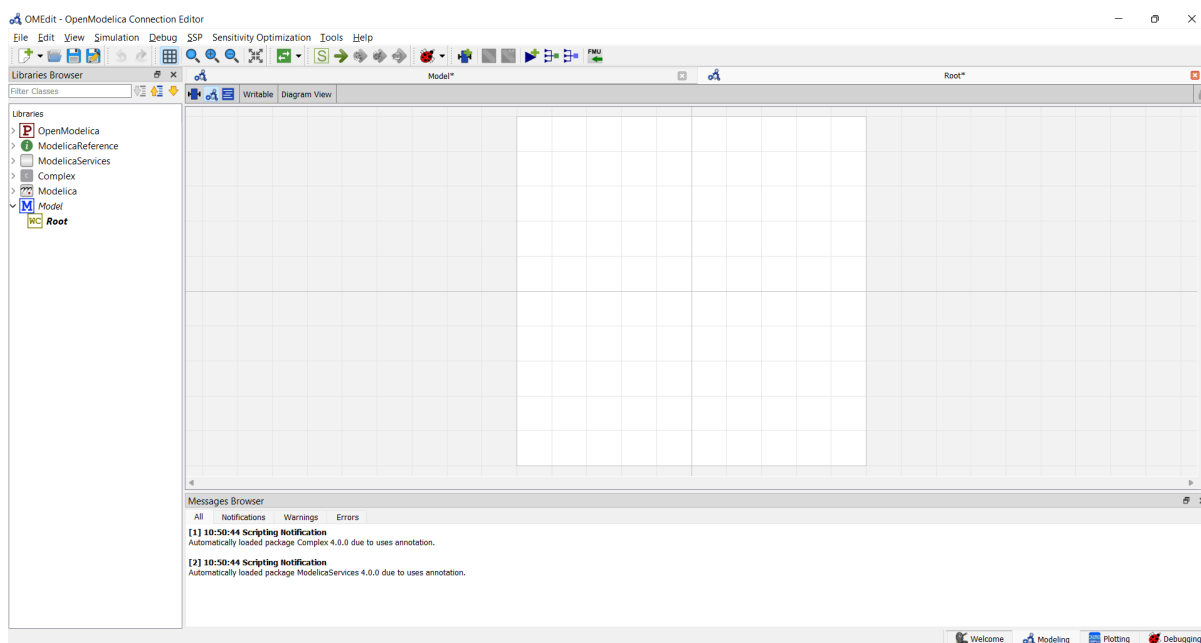 OMEdit - OpenModelica Connection Editor
File Edit View Simulation Debug SSP Sensitivity Optimization Tools Help
S FMU
Libraries Browser
Model*
Root*
Filter Classes
Writable Diagram View
Libraries
P OpenModelica
i ModelicaReference
ModelicaServices
Complex
Modelica
M Model
WC Root
Messages Browser
All Notifications Warnings Errors
[1] 10:50:44 Scripting Notification
Automatically loaded package Complex 4.0.0 due to uses annotation.
[2] 10:50:44 Scripting Notification
Automatically loaded package ModelicaServices 4.0.0 due to uses annotation.
Welcome Modeling Plotting Debugging